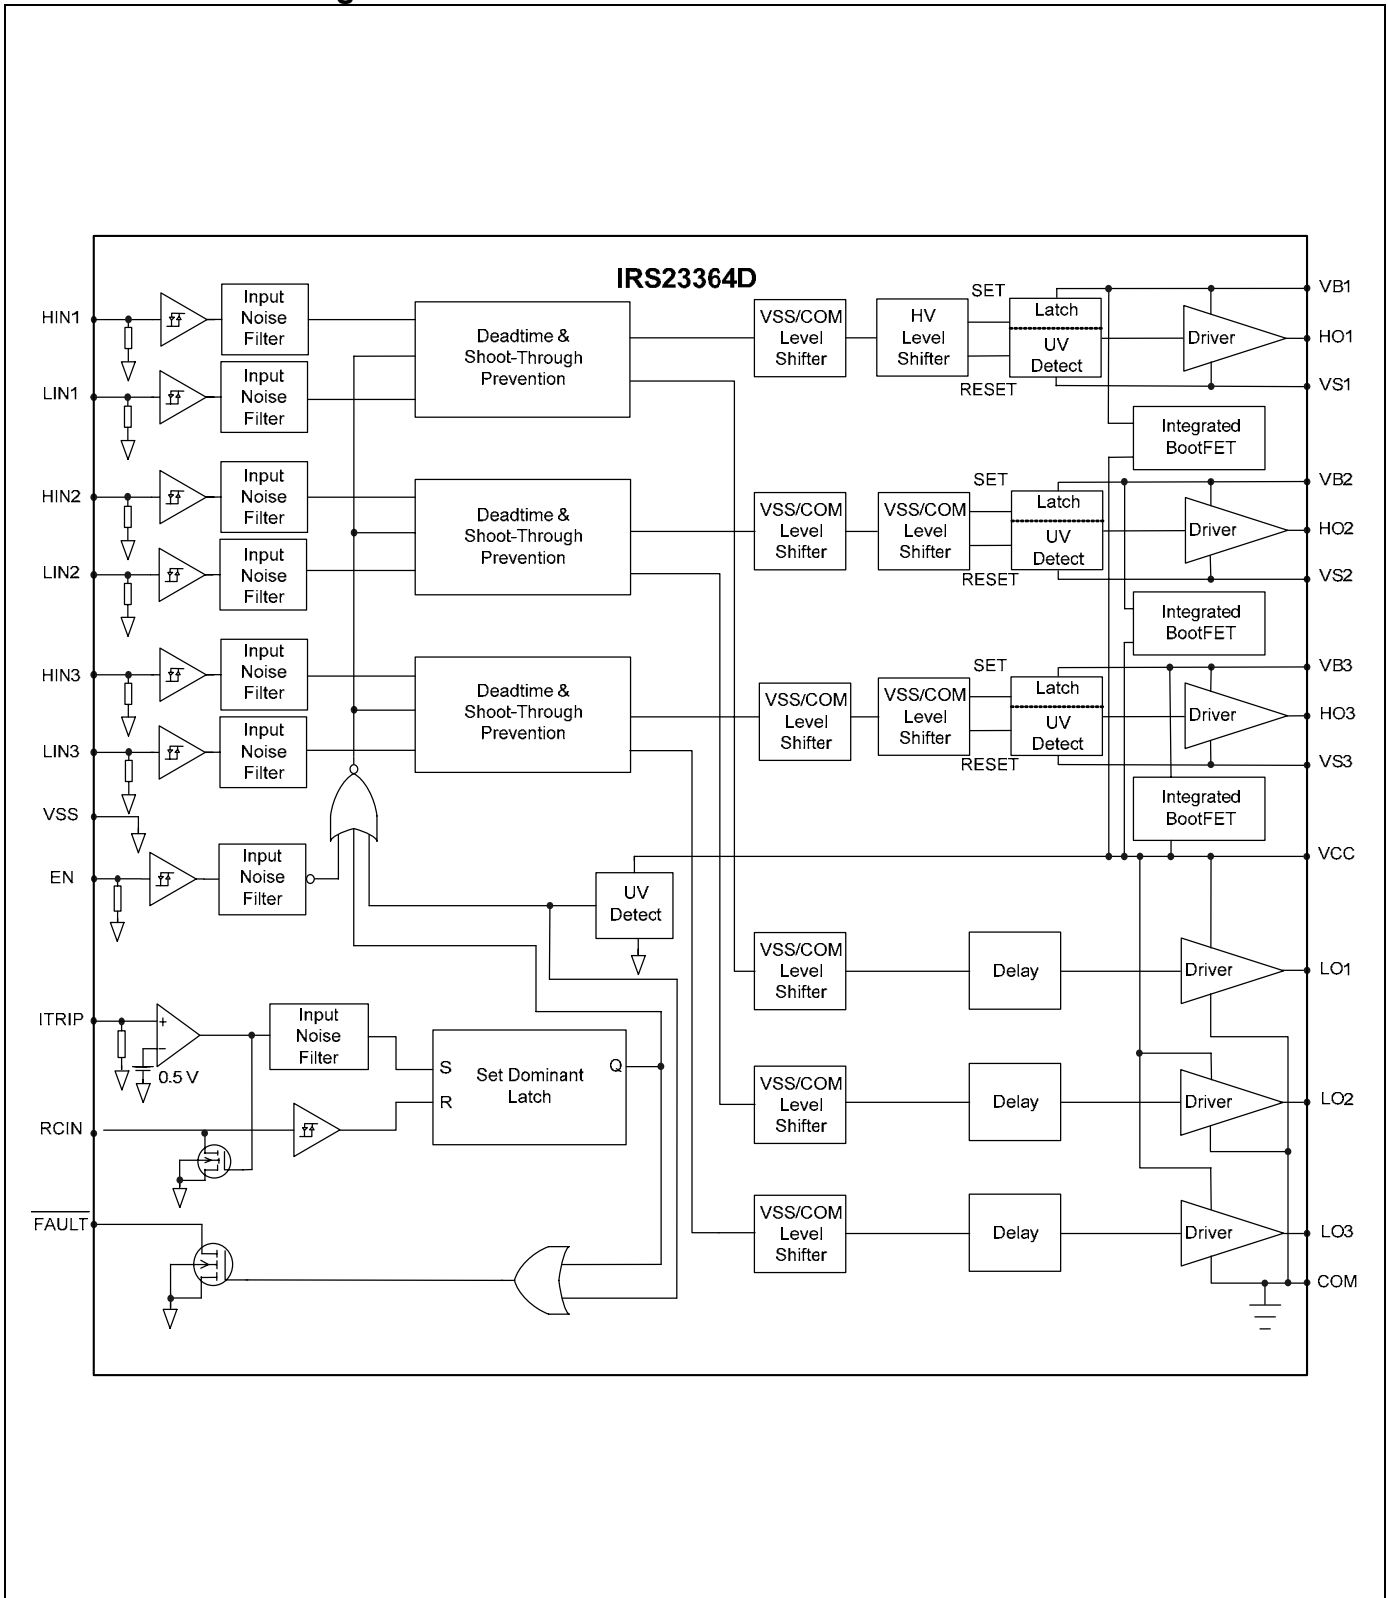 g
IRS23364D
HIN1
Input
Noise
Filter
LIN1
Input
Noise
Filter
Deadtime &
Shoot-Through
Prevention
VSS/COM
Level
Shifter
HV
Level
Shifter
SET
RESET
Latch
UV
Detect
Driver
VB1
HO1
VS1
Integrated
BootFET
HIN2
Input
Noise
Filter
LIN2
Input
Noise
Filter
Deadtime &
Shoot-Through
Prevention
VSS/COM
Level
Shifter
VSS/COM
Level
Shifter
SET
RESET
Latch
UV
Detect
Driver
VB2
HO2
VS2
Integrated
BootFET
HIN3
Input
Noise
Filter
LIN3
Input
Noise
Filter
Deadtime &
Shoot-Through
Prevention
VSS/COM
Level
Shifter
VSS/COM
Level
Shifter
SET
RESET
Latch
UV
Detect
Driver
VB3
HO3
VS3
Integrated
BootFET
VSS
VCC
EN
Input
Noise
Filter
UV
Detect
VSS/COM
Level
Shifter
Delay
Driver
LO1
ITRIP
+
−
0.5 V
Input
Noise
Filter
S
R
Q
Set Dominant
Latch
RCIN
VSS/COM
Level
Shifter
Delay
Driver
LO2
FAULT
VSS/COM
Level
Shifter
Delay
Driver
LO3
COM